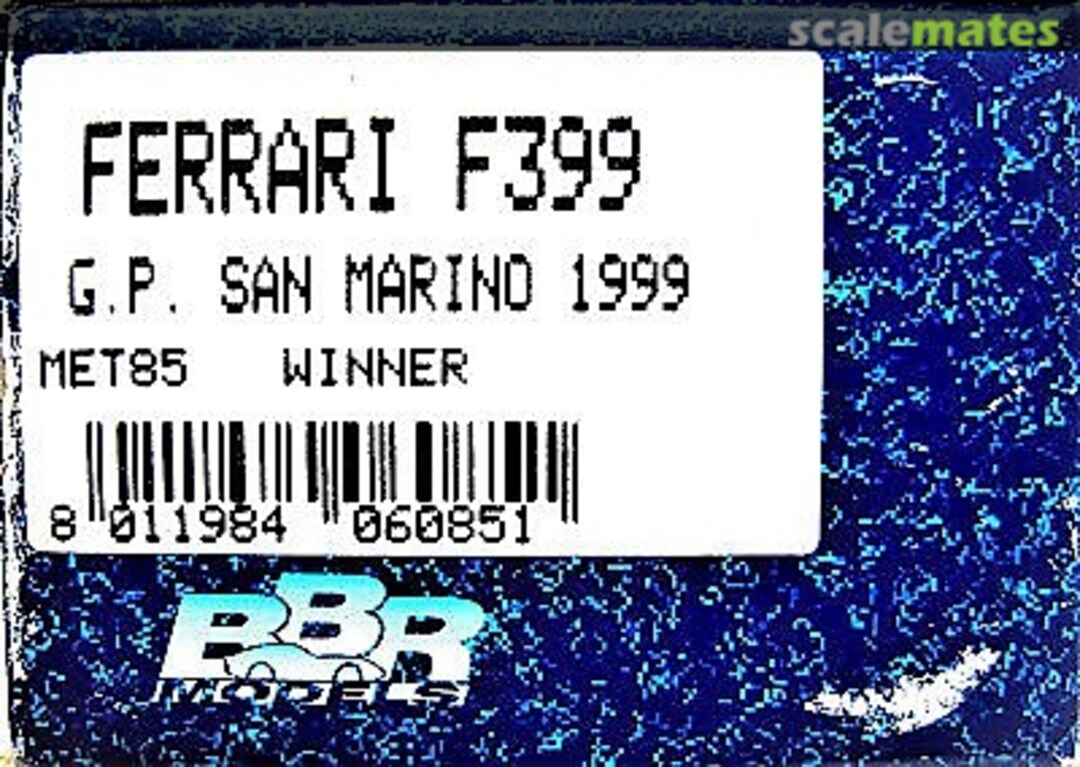 scalemates
FERRARI F399
G.P. SAN MARINO 1999
MET85 WINNER
8 011984 060851
BBR
MODELS